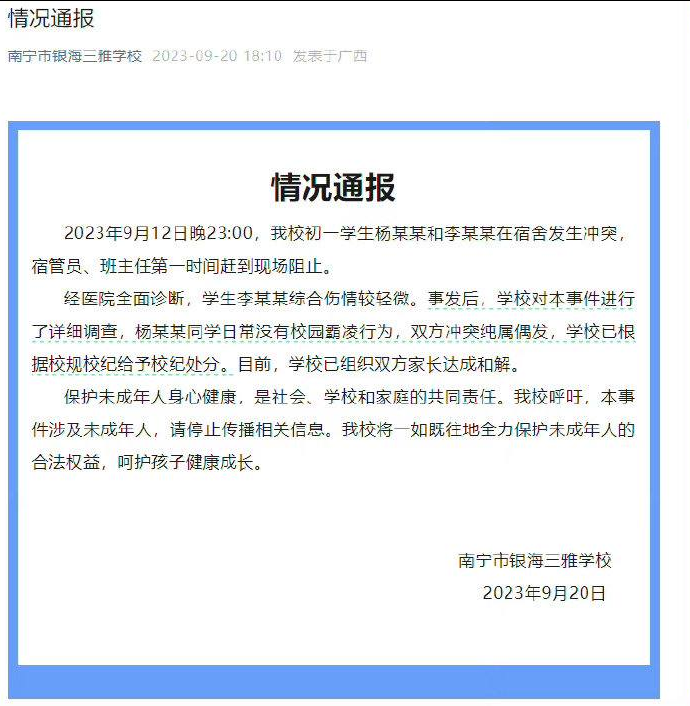 情况通报
南宁市银海三雅学校 2023-09-20 18:10 发表于广西
情况通报
2023年9月12日晚23:00，我校初一学生杨某某和李某某在宿舍发生冲突，
宿管员、班主任第一时间赶到现场阻止。
经医院全面诊断，学生李某某综合伤情较轻微。事发后，学校对本事件进行
了详细调查，杨某某同学日常没有校园霸凌行为，双方冲突纯属偶发，学校已根
据校规校纪给予校纪处分。目前，学校已组织双方家长达成和解。
保护未成年人身心健康，是社会、学校和家庭的共同责任。我校呼吁，本事
件涉及未成年人，请停止传播相关信息。我校将一如既往地全力保护未成年人的
合法权益，呵护孩子健康成长。
南宁市银海三雅学校
2023年9月20日